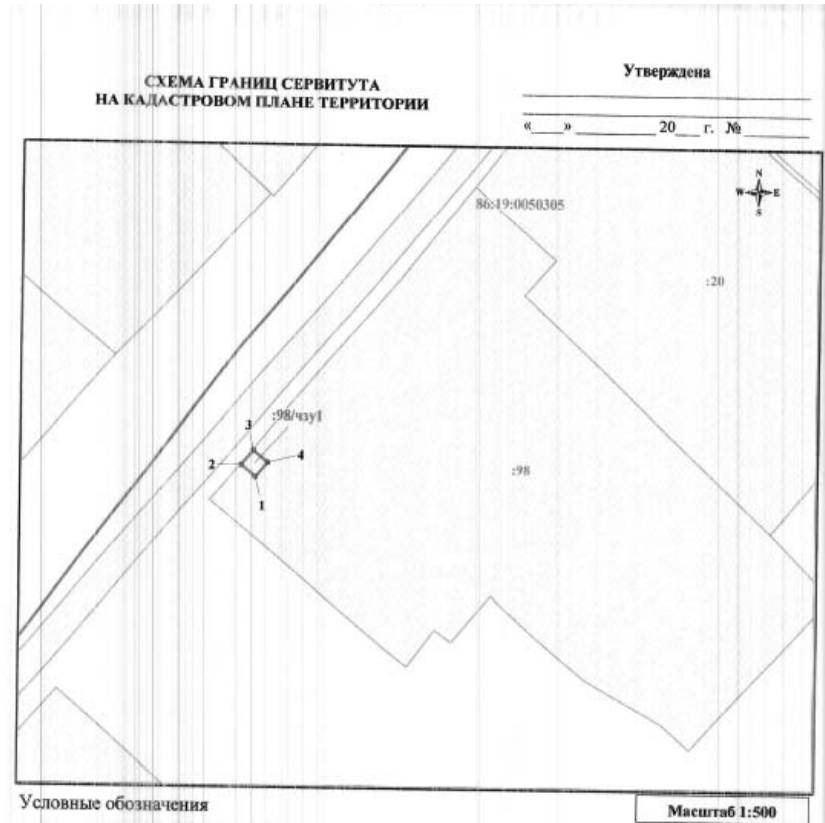 СХЕМА ГРАНИЦ СЕРВИТУТА
НА КАДАСТРОВОМ ПЛАНЕ ТЕРРИТОРИИ
Утверждена
«___» __________ 20___ г. № ________
N
W E
S
86:19:0050305
:20
:98/чзу1
3
2
4
1
:98
Условные обозначения
Масштаб 1:500